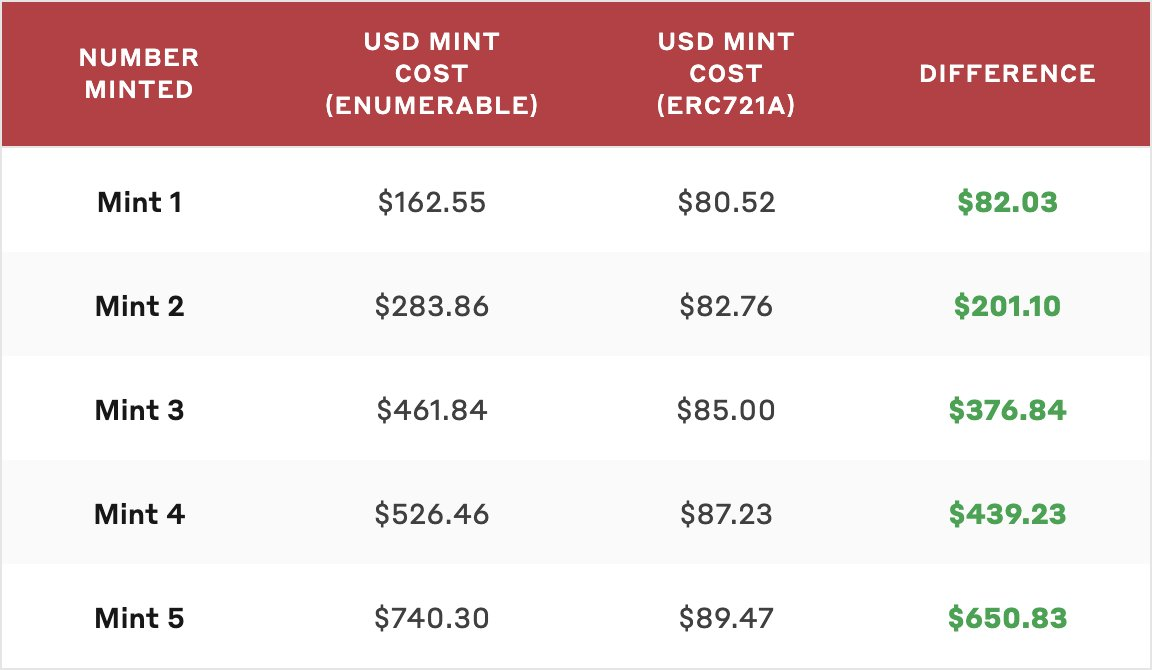 NUMBER MINTED
USD MINT COST (ENUMERABLE)
USD MINT COST (ERC721A)
DIFFERENCE
Mint 1 $162.55 $80.52 $82.03
Mint 2 $283.86 $82.76 $201.10
Mint 3 $461.84 $85.00 $376.84
Mint 4 $526.46 $87.23 $439.23
Mint 5 $740.30 $89.47 $650.83